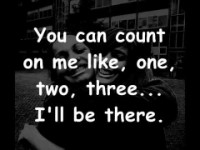 You can count
on me like, one,
two, three...
I'll be there.